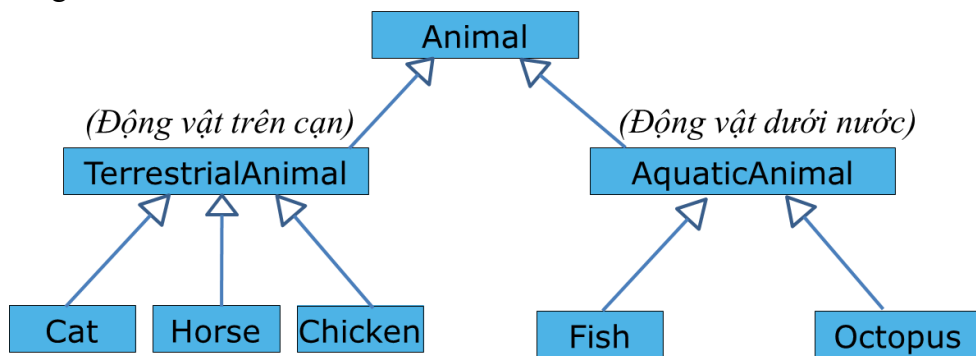 Animal
(Động vật trên cạn)
(Động vật dưới nước)
TerrestrialAnimal
AquaticAnimal
Cat
Horse
Chicken
Fish
Octopus